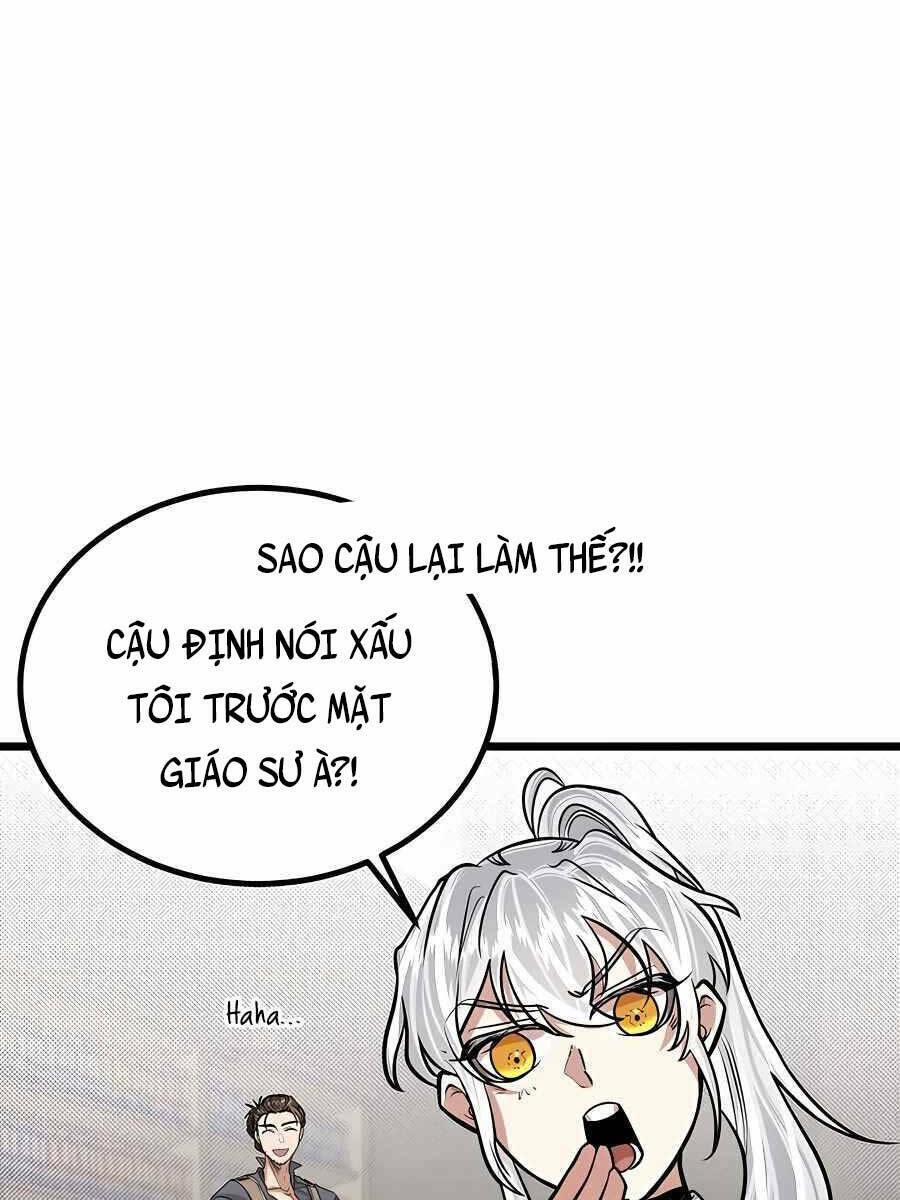 SAO CẬU LẠI LÀM THẾ?!!
CẬU ĐỊNH NÓI XẤU
TÔI TRƯỚC MẶT
GIÁO SƯ À?!
Haha...